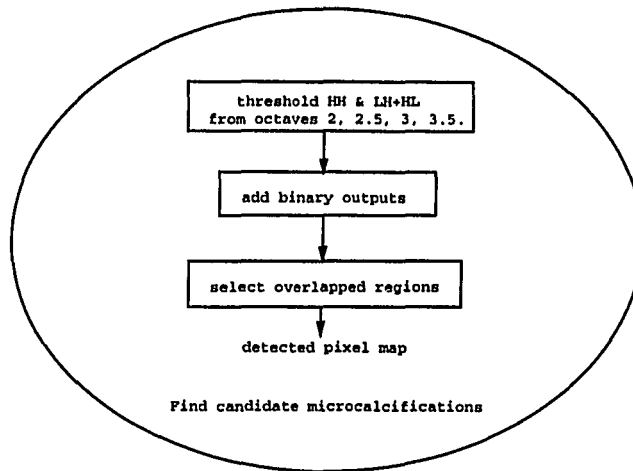 threshold HH & LH+HL
from octaves 2, 2.5, 3, 3.5.
add binary outputs
select overlapped regions
detected pixel map
Find candidate microcalcifications